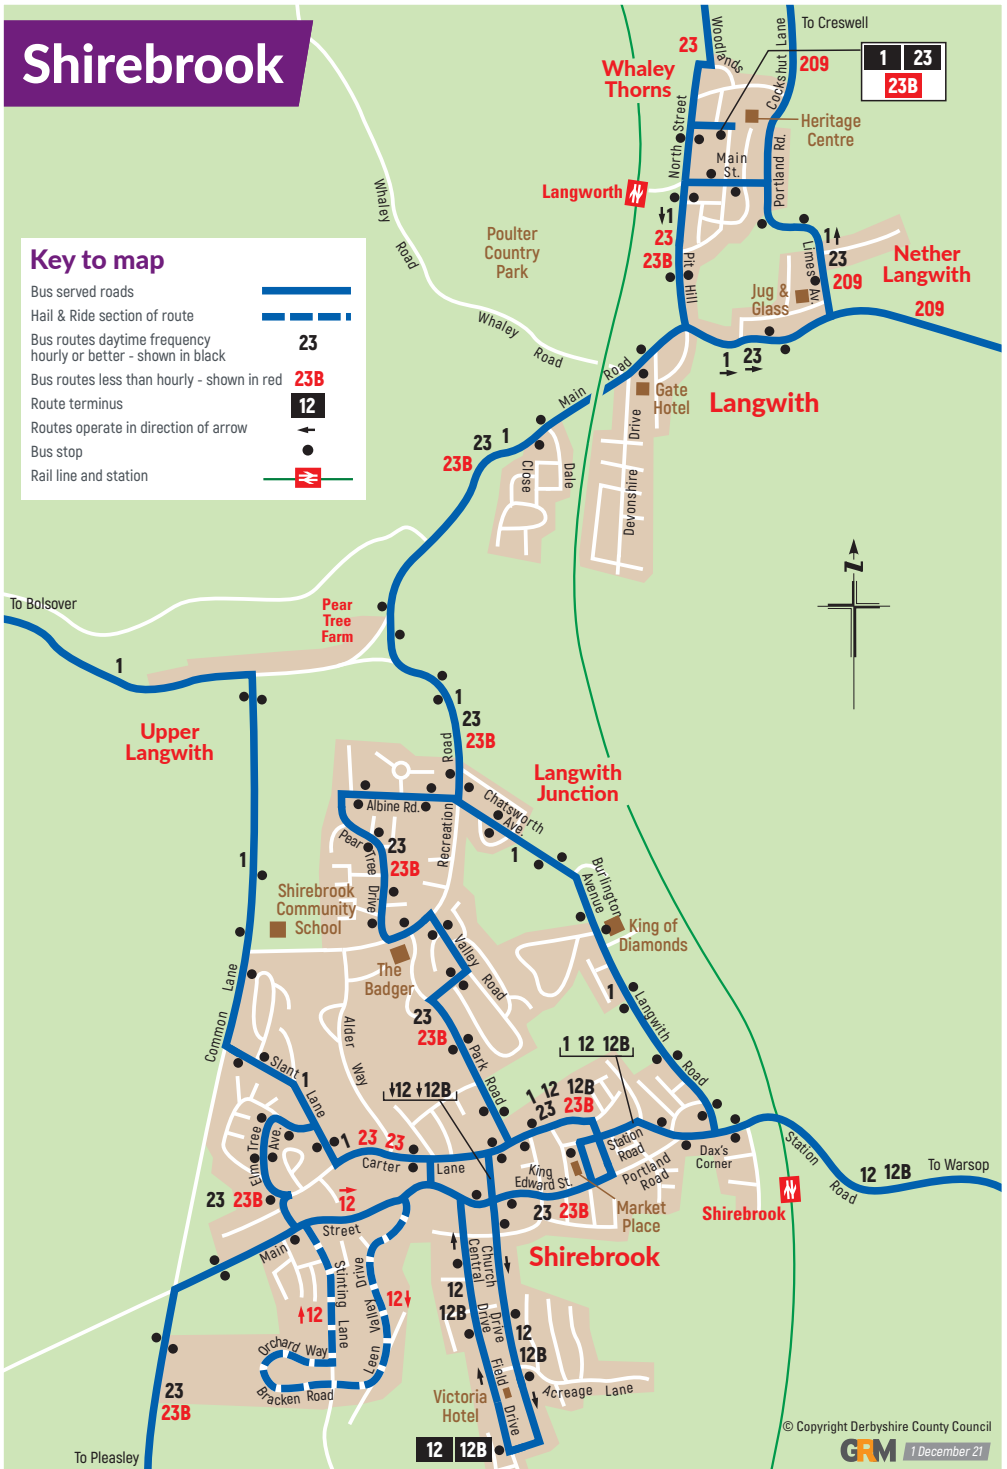 Shirebrook
Key to map
Bus served roads
Hail & Ride section of route
Bus routes daytime frequency
hourly or better - shown in black
23
Bus routes less than hourly - shown in red
23B
Route terminus
12
Routes operate in direction of arrow
Bus stop
Rail line and station
Woodlands
23
Whaley
Thorns
Cockshut Lane
To Creswell
209
1 23
23B
Heritage
Centre
North Street
Main
St.
Portland Rd.
Langworth
Whaley
Road
Poulter
Country
Park
1
23
23B
Pit Hill
Limes Av.
1
23
209
Nether
Langwith
209
Jug &
Glass
Whaley
Road
1 23
Main Road
Gate
Hotel
Langwith
23 1
23B
Close
Dale
Devonshire Drive
To Bolsover
1
Pear
Tree
Farm
Upper
Langwith
1
23
23B
Road
Recreation
Langwith
Junction
Albine Rd.
Chatsworth
Ave.
Pear Tree Drive
23
23B
1
1
Burlington
Avenue
Shirebrook
Community
School
King of
Diamonds
The
Badger
Valley Road
Common Lane
Alder Way
23
23B
Park Road
1
Langwith Road
1 12 12B
Slant Lane
1
12 12B
1 12 12B
23 23B
Elm Tree Ave.
1 23 23
Carter Lane
Station
Road
Portland
Road
Dax's
Corner
Station Road
12 12B
To Warsop
King
Edward St.
23 23B
12
23 23B
Market
Place
Shirebrook
Shirebrook
Main Street
Stinting Lane
Leen Valley Drive
12
12
Orchard Way
Bracken Road
Central Drive
Church Drive
12
12B
12
12B
Field Drive
Acreage Lane
Victoria
Hotel
12 12B
23
23B
To Pleasley
© Copyright Derbyshire County Council
GRM
1 December 21